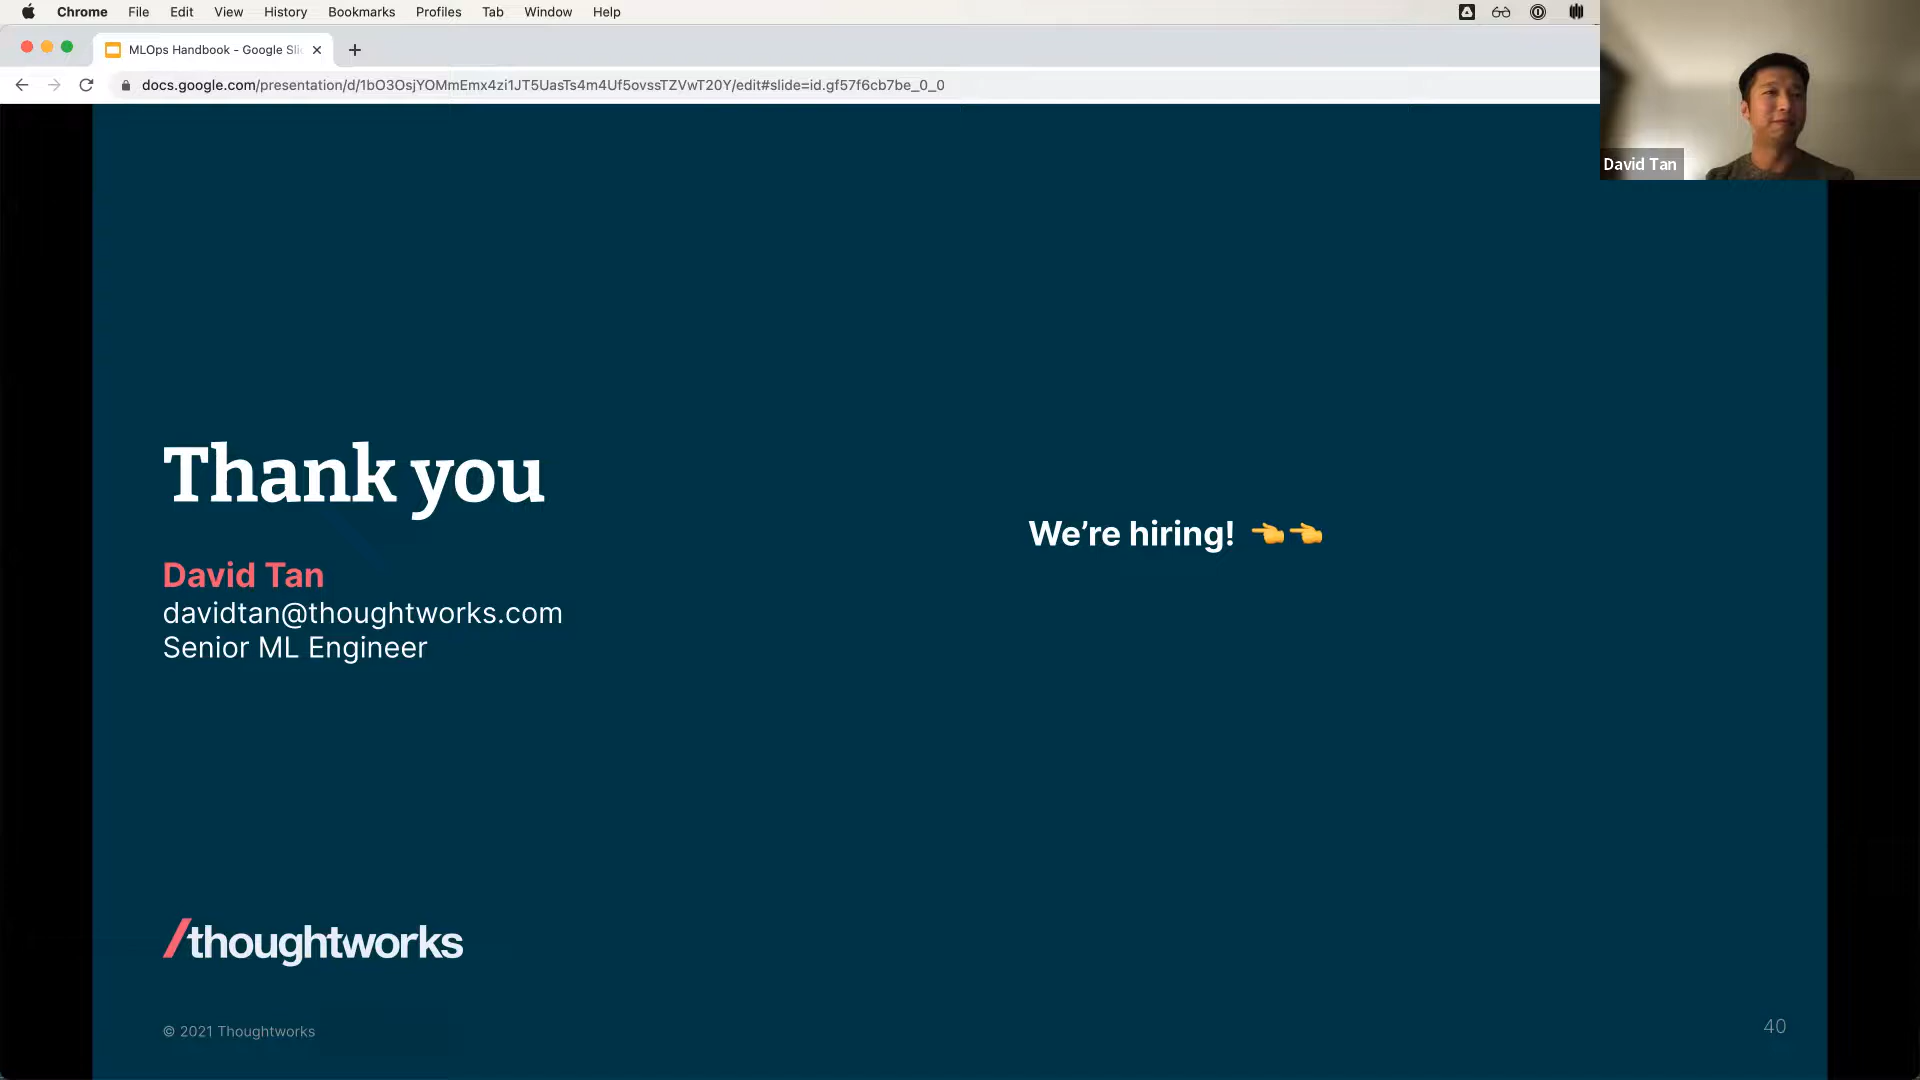 Chrome File Edit View History Bookmarks Profiles Tab Window Help
MLOps Handbook - Google Sli
docs.google.com/presentation/d/1bO3OsjYOMmEmx4zi1JT5UasTs4m4Uf5ovssTZVwT20Y/edit#slide=id.gf57f6cb7be_0_0
David Tan
Thank you
We’re hiring! 👈👈
David Tan
davidtan@thoughtworks.com
Senior ML Engineer
/thoughtworks
© 2021 Thoughtworks
40